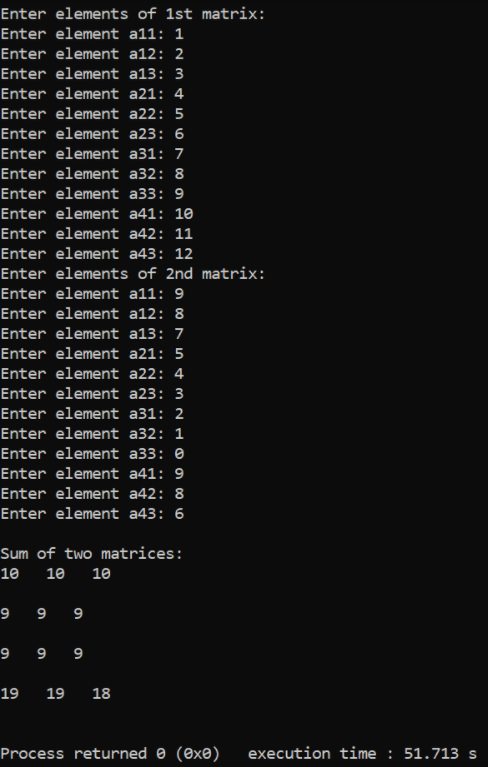 Enter elements of 1st matrix:
Enter element a11: 1
Enter element a12: 2
Enter element a13: 3
Enter element a21: 4
Enter element a22: 5
Enter element a23: 6
Enter element a31: 7
Enter element a32: 8
Enter element a33: 9
Enter element a41: 10
Enter element a42: 11
Enter element a43: 12
Enter elements of 2nd matrix:
Enter element a11: 9
Enter element a12: 8
Enter element a13: 7
Enter element a21: 5
Enter element a22: 4
Enter element a23: 3
Enter element a31: 2
Enter element a32: 1
Enter element a33: 0
Enter element a41: 9
Enter element a42: 8
Enter element a43: 6
Sum of two matrices:
10   10   10
9   9   9
9   9   9
19   19   18
Process returned 0 (0x0)   execution time : 51.713 s